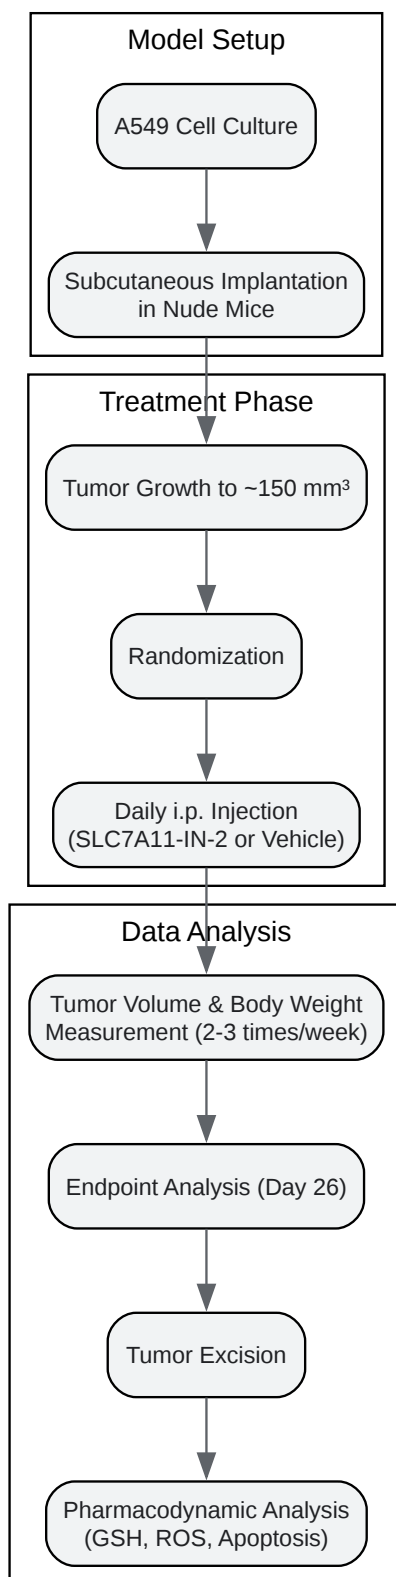 Model Setup
A549 Cell Culture
Subcutaneous Implantation
in Nude Mice
Treatment Phase
Tumor Growth to ~150 mm³
Randomization
Daily i.p. Injection
(SLC7A11-IN-2 or Vehicle)
Data Analysis
Tumor Volume & Body Weight
Measurement (2-3 times/week)
Endpoint Analysis (Day 26)
Tumor Excision
Pharmacodynamic Analysis
(GSH, ROS, Apoptosis)